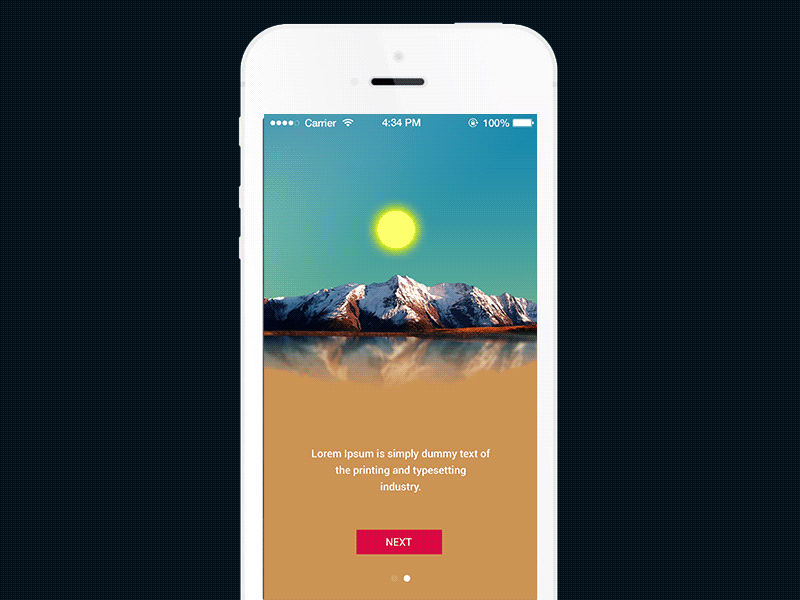 Carrier 4:34 PM 100%
Lorem Ipsum is simply dummy text of
the printing and typesetting
industry.
NEXT